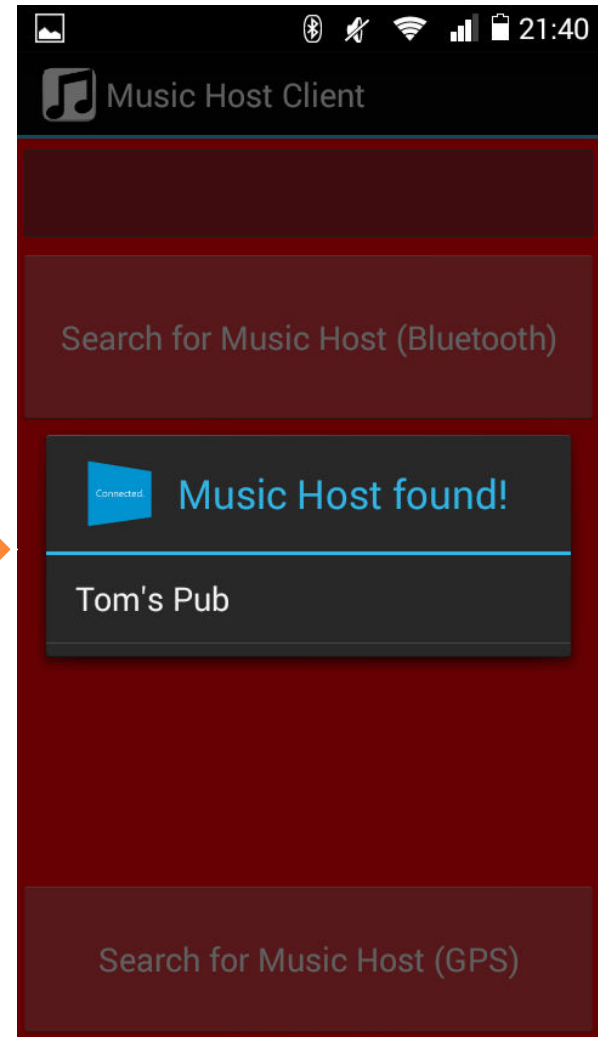 21:40
Music Host Client
Search for Music Host (Bluetooth)
Connected.
Music Host found!
Tom's Pub
Search for Music Host (GPS)